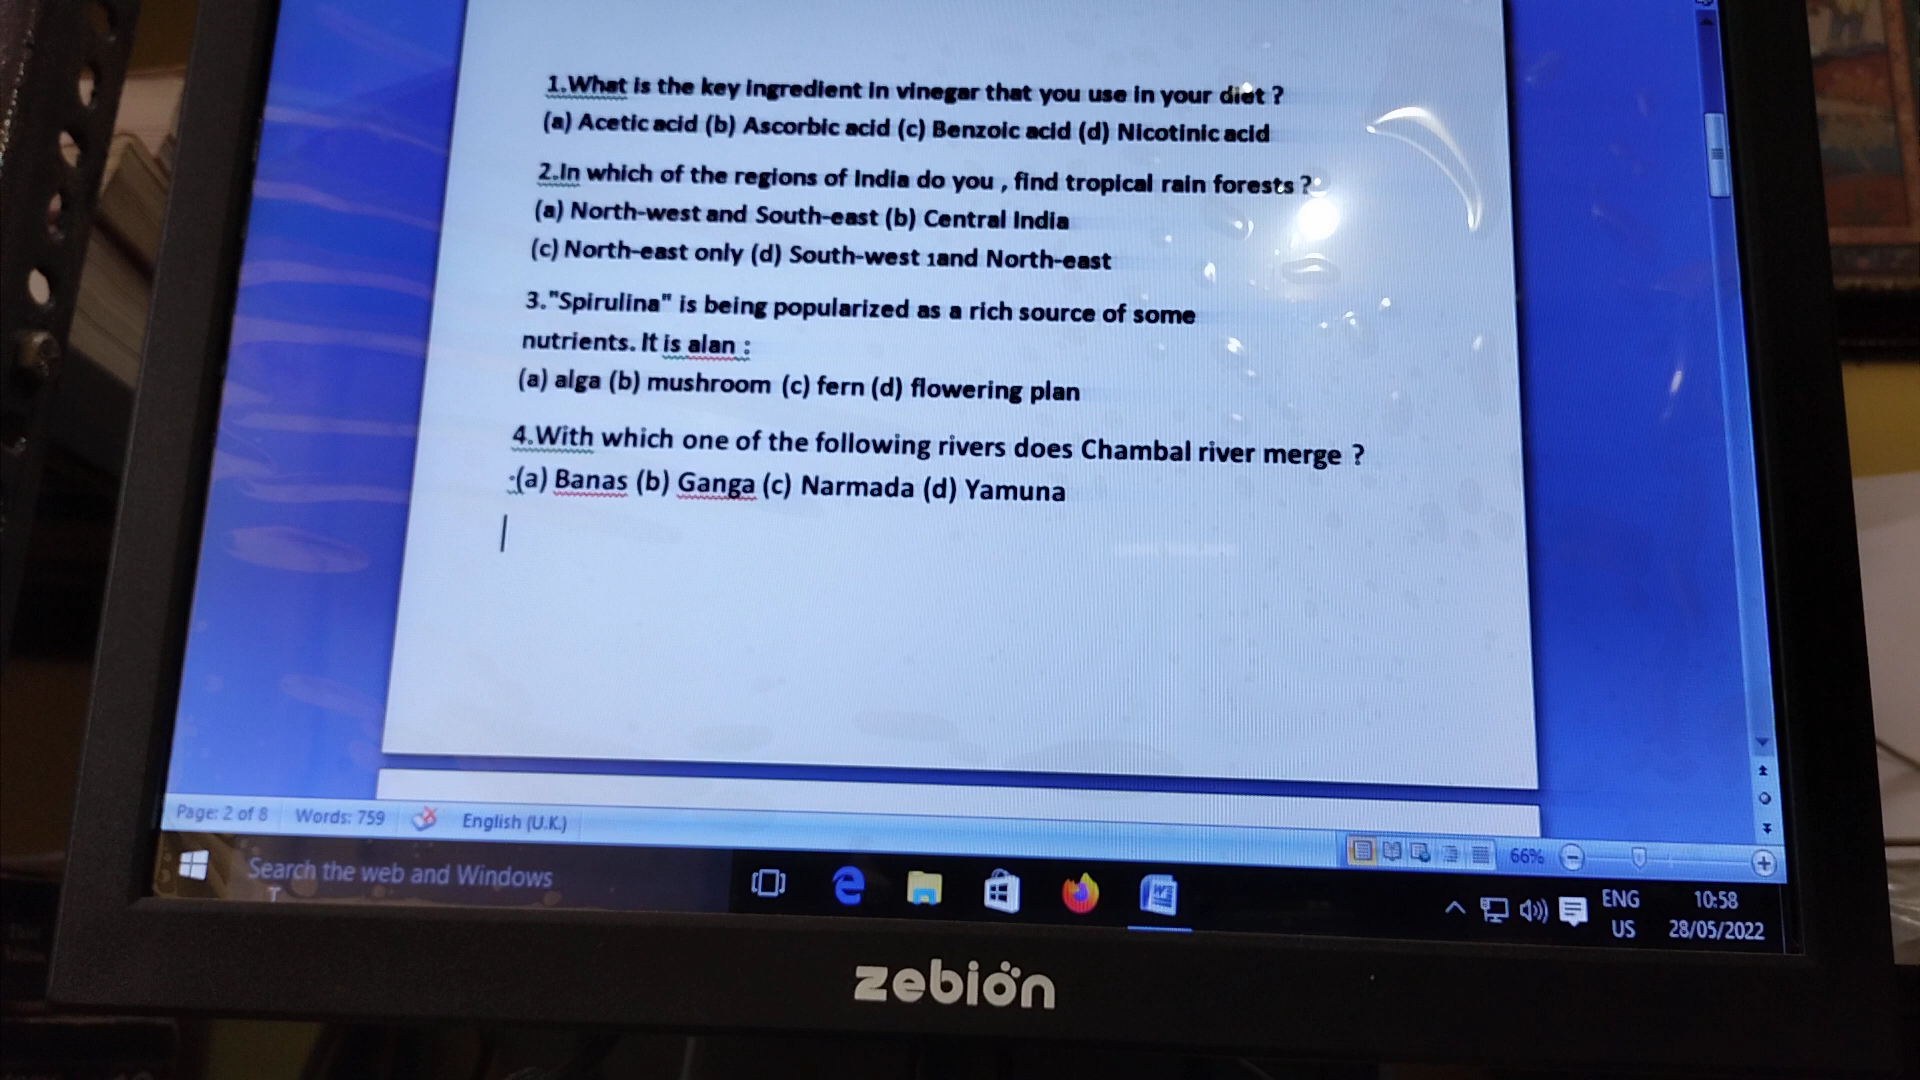 1.What is the key ingredient in vinegar that you use in your diet ?
(a) Acetic acid (b) Ascorbic acid (c) Benzoic acid (d) Nicotinic acid
2.In which of the regions of India do you , find tropical rain forests ?
(a) North-west and South-east (b) Central India
(c) North-east only (d) South-west 1and North-east
3."Spirulina" is being popularized as a rich source of some
nutrients. It is alan :
(a) alga (b) mushroom (c) fern (d) flowering plan
4.With which one of the following rivers does Chambal river merge ?
·(a) Banas (b) Ganga (c) Narmada (d) Yamuna
Page: 2 of 8 Words: 759 English (U.K.) 66%
Search the web and Windows ENG 10:58
US 28/05/2022
zebion